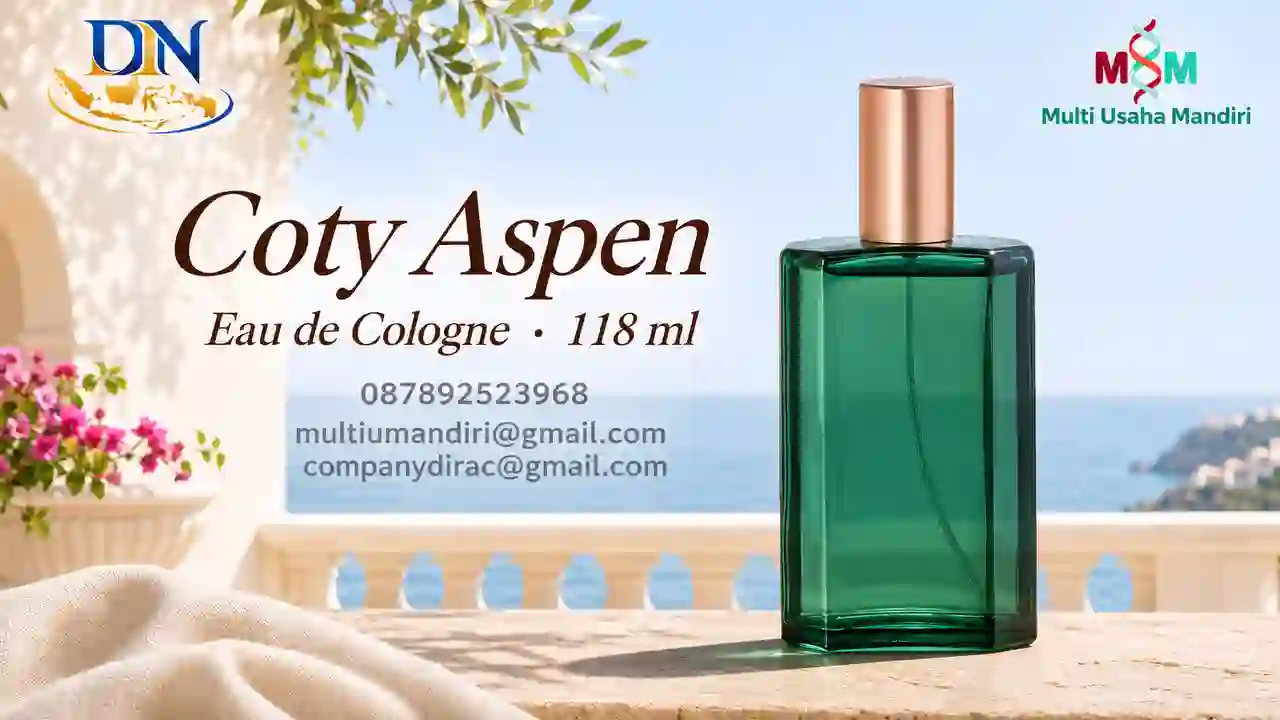 DN
MSM
Multi Usaha Mandiri
Coty Aspen
Eau de Cologne · 118 ml
087892523968
multiumandiri@gmail.com
companydirac@gmail.com